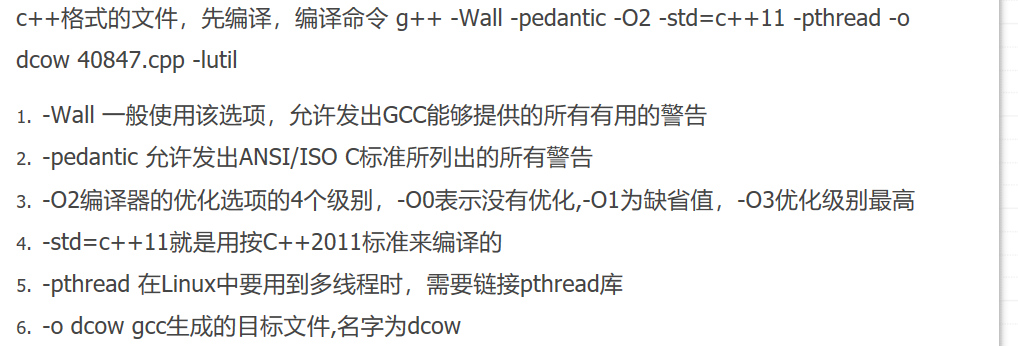 c++格式的文件，先编译，编译命令 g++ -Wall -pedantic -O2 -std=c++11 -pthread -o
dcow 40847.cpp -lutil
1. -Wall 一般使用该选项，允许发出GCC能够提供的所有有用的警告
2. -pedantic 允许发出ANSI/ISO C标准所列出的所有警告
3. -O2编译器的优化选项的4个级别，-O0表示没有优化,-O1为缺省值，-O3优化级别最高
4. -std=c++11就是用按C++2011标准来编译的
5. -pthread 在Linux中要用到多线程时，需要链接pthread库
6. -o dcow gcc生成的目标文件,名字为dcow